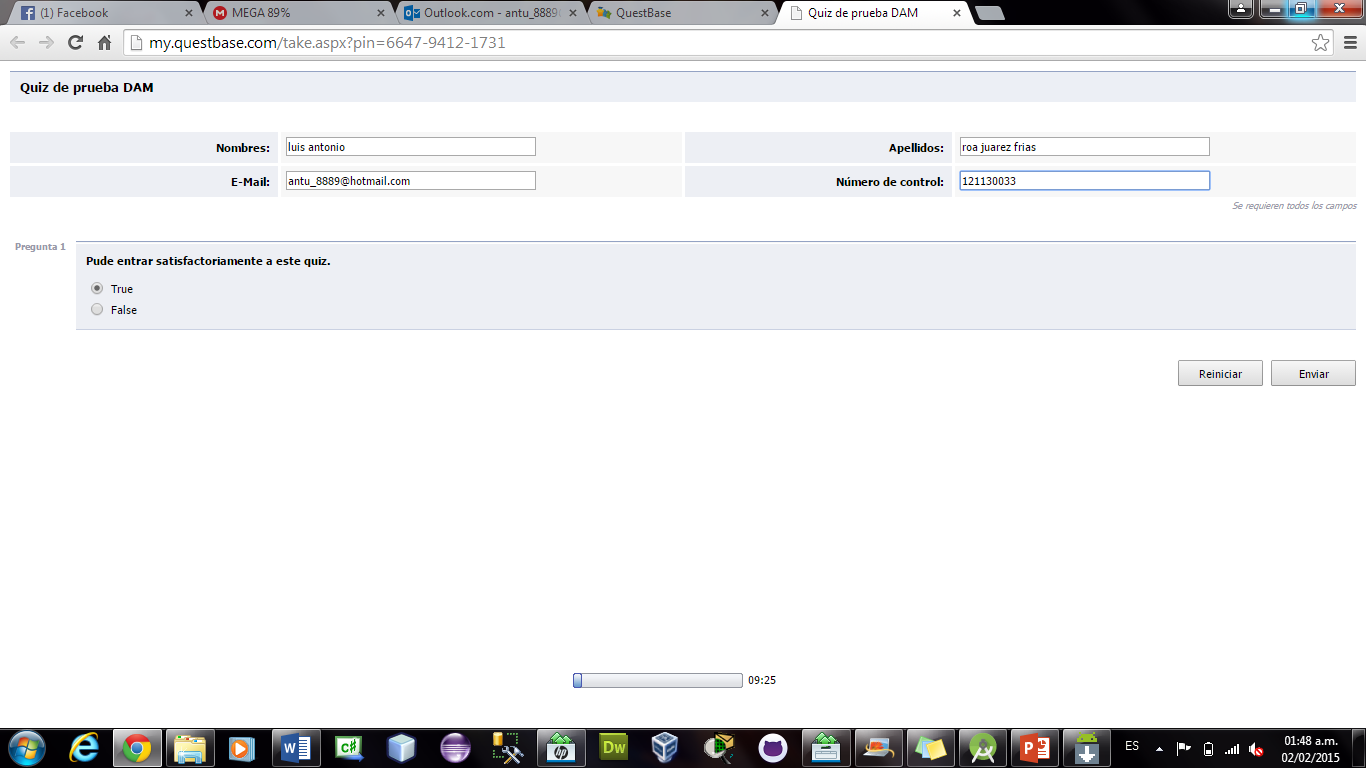 (1) Facebook
MEGA 89%
Outlook.com - antu_8889
QuestBase
Quiz de prueba DAM
my.questbase.com/take.aspx?pin=6647-9412-1731
Quiz de prueba DAM
Nombres: luis antonio Apellidos: roa juarez frias
E-Mail: antu_8889@hotmail.com Número de control: 121130033
Se requieren todos los campos
Pregunta 1
Pude entrar satisfactoriamente a este quiz.
True
False
Reiniciar Enviar
09:25
W C# hp Dw P
ES
01:48 a.m.
02/02/2015